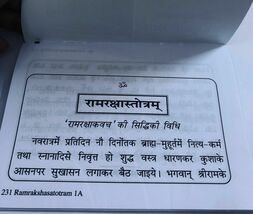 ॐ
रामरक्षास्तोत्रम्
'रामरक्षाकवच' की सिद्धिकी विधि
नवरात्रमें प्रतिदिन नौ दिनोंतक ब्राह्म-मुहूर्तमें नित्य-कर्म
तथा स्नानादिसे निवृत्त हो शुद्ध वस्त्र धारणकर कुशाके
आसनपर सुखासन लगाकर बैठ जाइये। भगवान् श्रीरामके
231 Ramrakshasatotram 1A